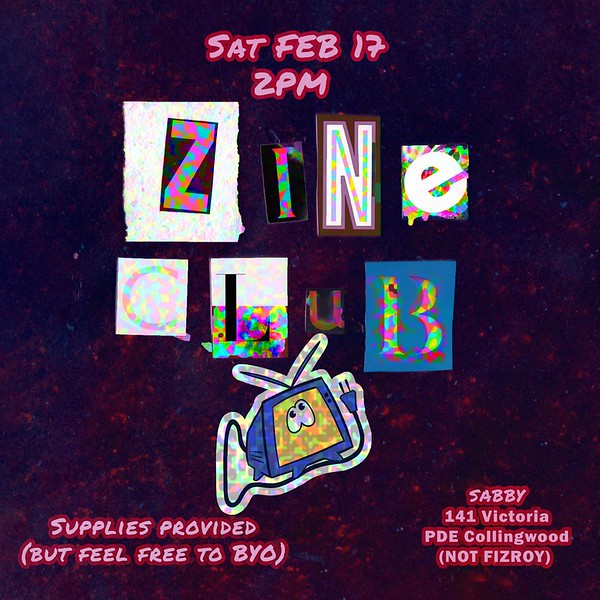 Sat FEB 17
2PM
ZiNe
CLuB
Supplies provided
(but feel free to BYO)
SABBY
141 Victoria
PDE Collingwood
(NOT FIZROY)